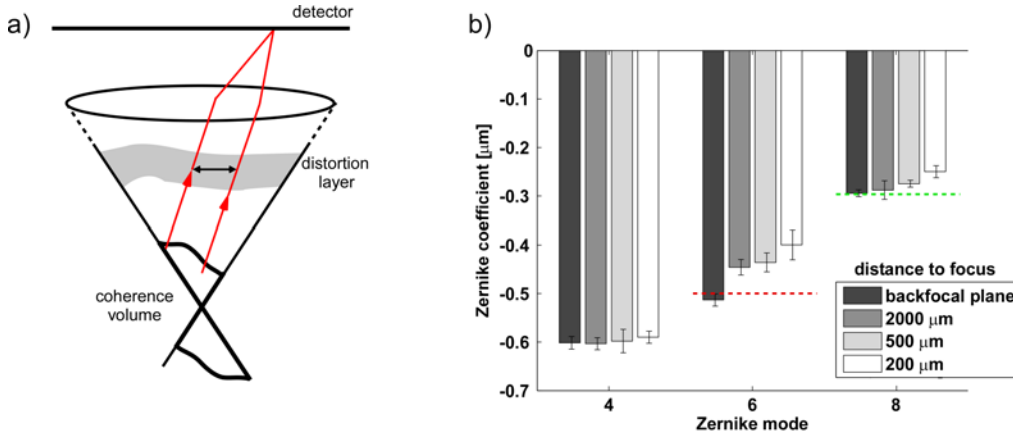 a)
detector
distortion
layer
coherence
volume
b)
Zernike coefficient [μm]
0
-0.1
-0.2
-0.3
-0.4
-0.5
-0.6
-0.7
4
6
8
Zernike mode
distance to focus
backfocal plane
2000 μm
500 μm
200 μm